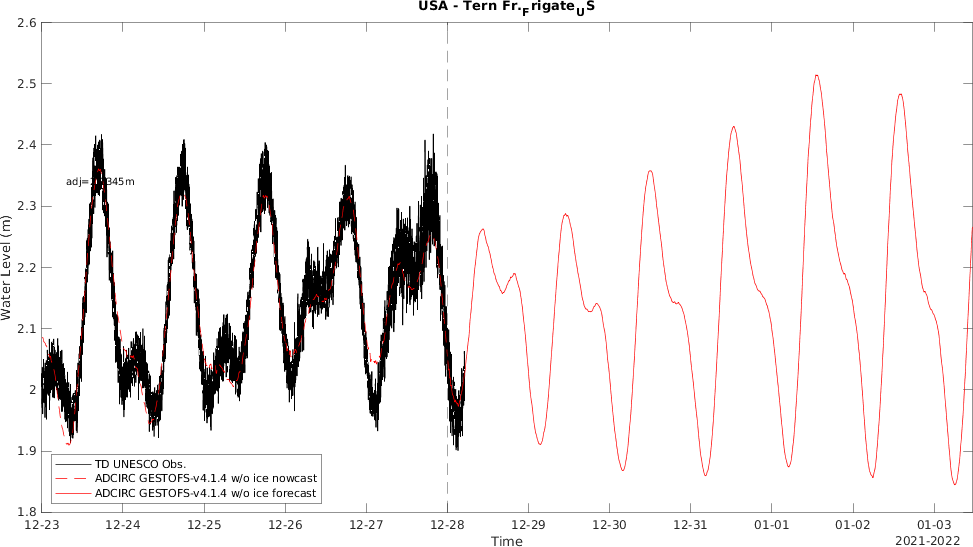 USA - Tern Fr.FrigateUS
2.6
2.5
2.4
2.3
2.2
2.1
2
1.9
1.8
Water Level (m)
TD UNESCO Obs.
ADCIRC GESTOFS-v4.1.4 w/o ice nowcast
ADCIRC GESTOFS-v4.1.4 w/o ice forecast
12-23 12-24 12-25 12-26 12-27 12-28 12-29 12-30 12-31 01-01 01-02 01-03
Time
2021-2022